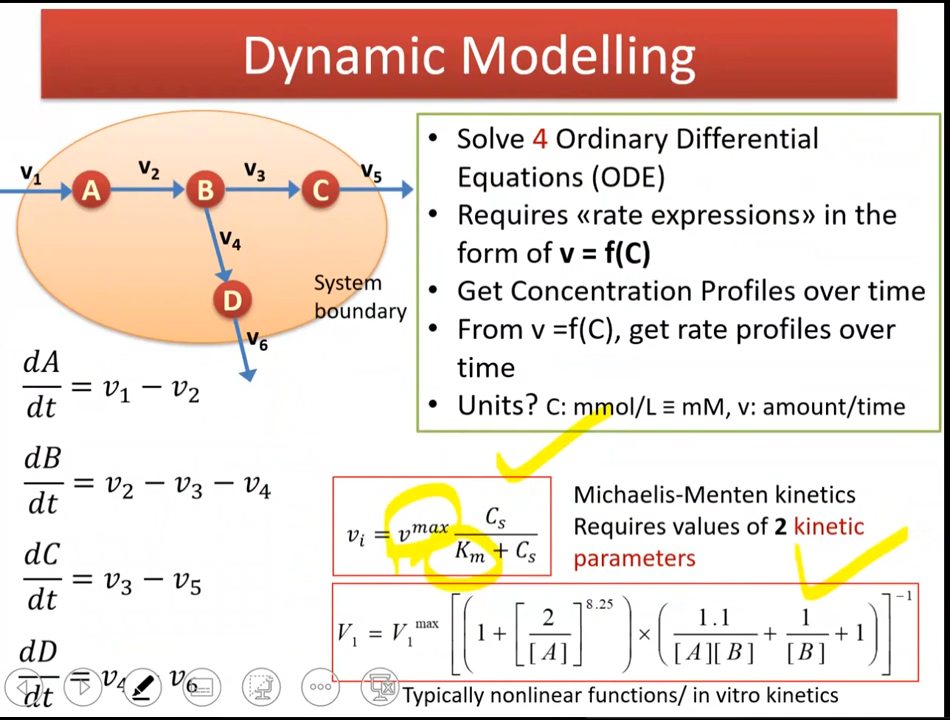 Dynamic Modelling
v₁ A v₂ B v₃ C v₅
v₄
D
v₆
System
boundary
• Solve 4 Ordinary Differential
Equations (ODE)
• Requires «rate expressions» in the
form of v = f(C)
• Get Concentration Profiles over time
• From v =f(C), get rate profiles over
time
• Units? C: mmol/L ≡ mM, v: amount/time
dA/dt = v₁ − v₂
dB/dt = v₂ − v₃ − v₄
dC/dt = v₃ − v₅
dD/dt = v₄ v₆
vᵢ = v^max Cₛ/(Kₘ + Cₛ)
Michaelis-Menten kinetics
Requires values of 2 kinetic
parameters
V₁ = V₁^max [(1 + [2/[A]]^8.25) × (1.1/([A][B]) + 1/[B] + 1)]^−1
Typically nonlinear functions/ in vitro kinetics